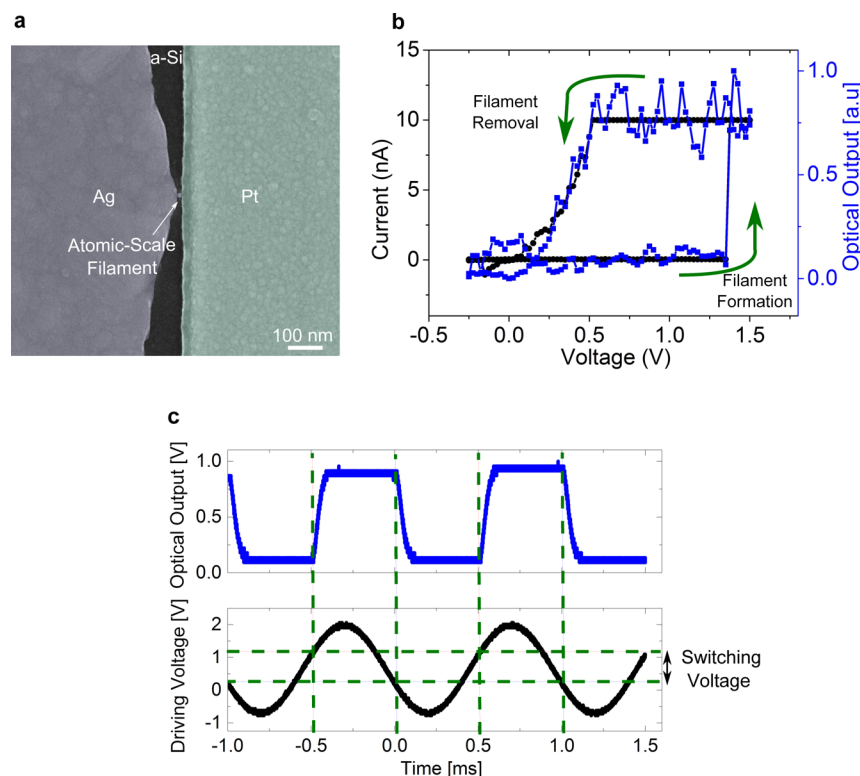 a
a-Si
Ag
Pt
Atomic-Scale
Filament
100 nm
b
15
10
5
0
Current (nA)
-0.5
0.0
0.5
1.0
1.5
Voltage (V)
1.0
0.5
0.0
Optical Output [a.u]
Filament
Removal
Filament
Formation
c
1.0
0.5
0.0
Optical Output [V]
2
1
0
-1
Driving Voltage [V]
Switching
Voltage
-1.0
-0.5
0.0
0.5
1.0
1.5
Time [ms]